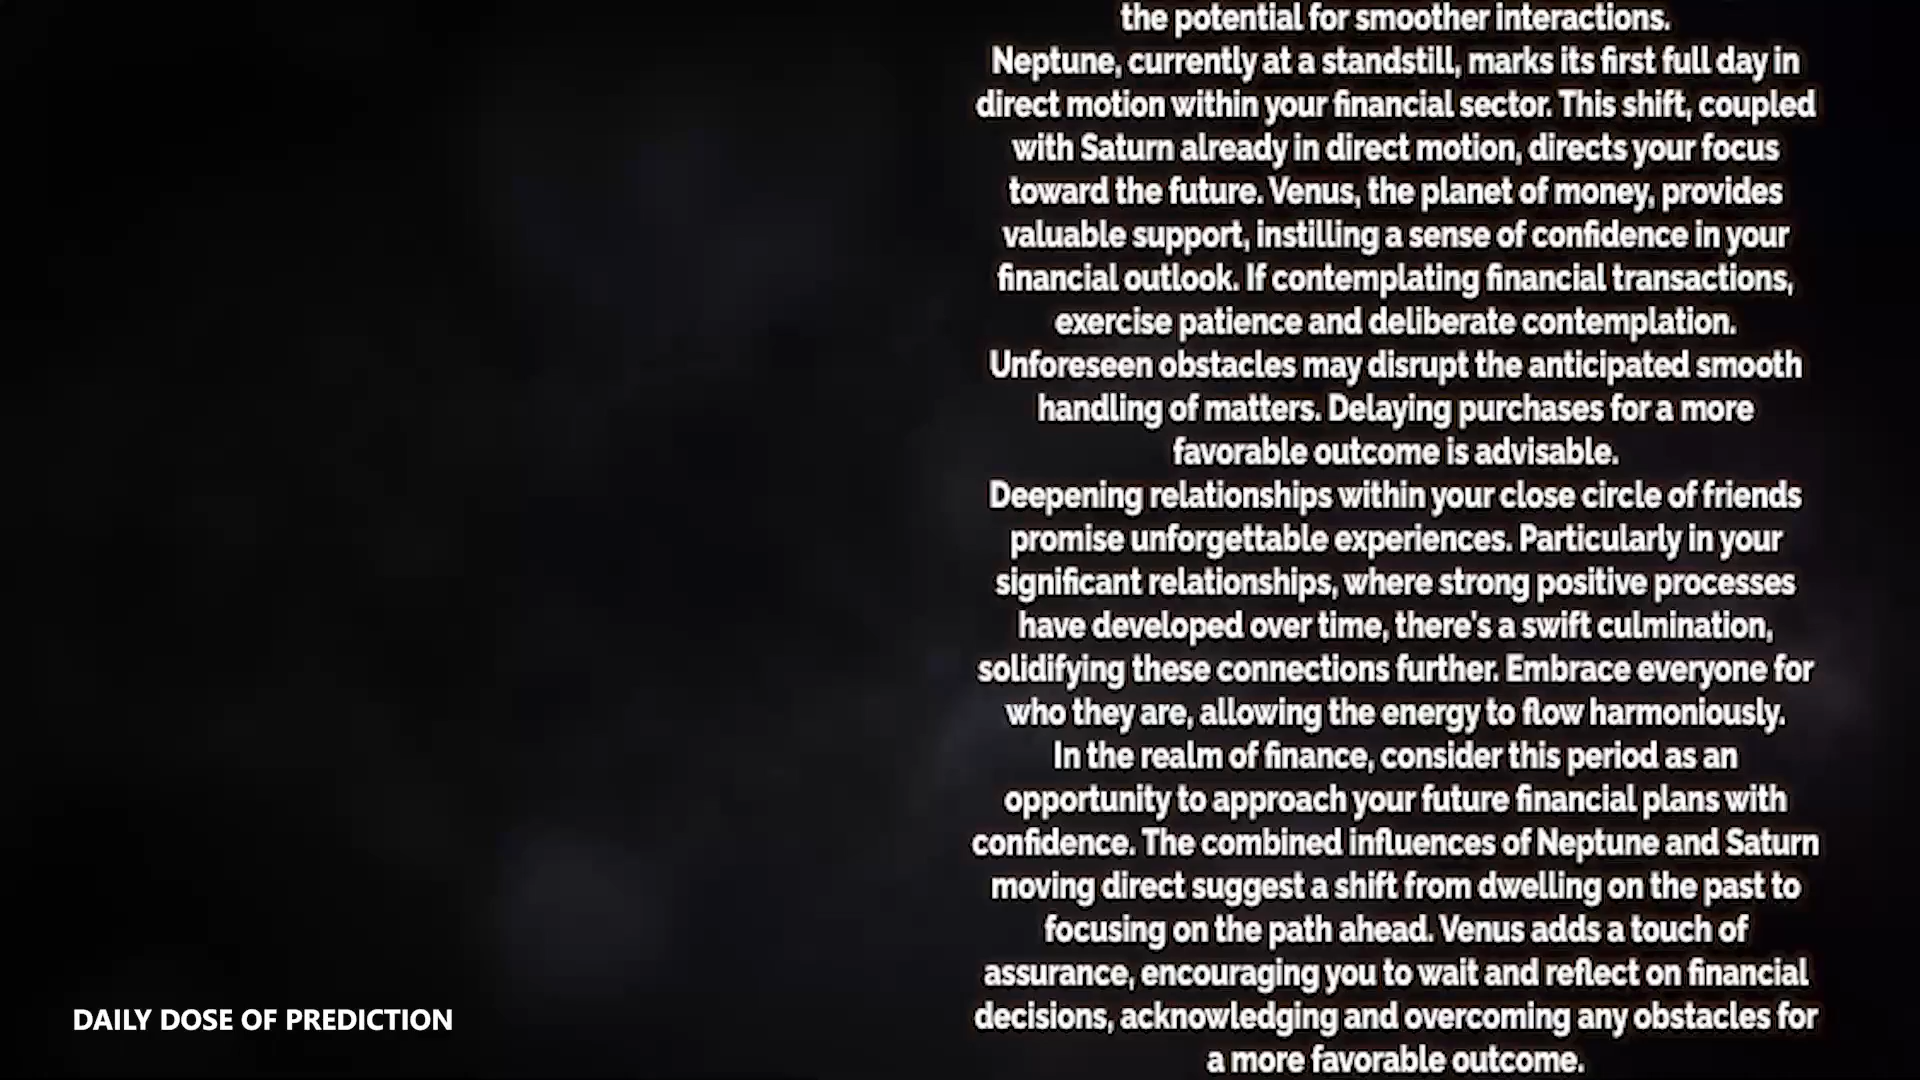 the potential for smoother interactions.
Neptune, currently at a standstill, marks its first full day in
direct motion within your financial sector. This shift, coupled
with Saturn already in direct motion, directs your focus
toward the future. Venus, the planet of money, provides
valuable support, instilling a sense of confidence in your
financial outlook. If contemplating financial transactions,
exercise patience and deliberate contemplation.
Unforeseen obstacles may disrupt the anticipated smooth
handling of matters. Delaying purchases for a more
favorable outcome is advisable.
Deepening relationships within your close circle of friends
promise unforgettable experiences. Particularly in your
significant relationships, where strong positive processes
have developed over time, there's a swift culmination,
solidifying these connections further. Embrace everyone for
who they are, allowing the energy to flow harmoniously.
In the realm of finance, consider this period as an
opportunity to approach your future financial plans with
confidence. The combined influences of Neptune and Saturn
moving direct suggest a shift from dwelling on the past to
focusing on the path ahead. Venus adds a touch of
assurance, encouraging you to wait and reflect on financial
decisions, acknowledging and overcoming any obstacles for
a more favorable outcome.
DAILY DOSE OF PREDICTION